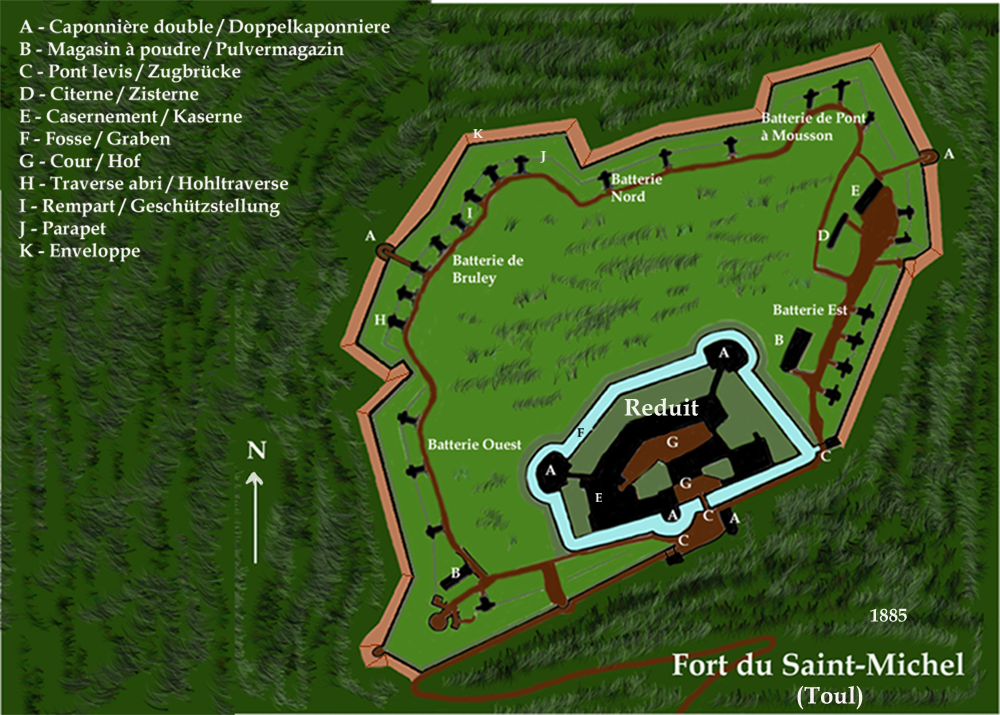 A - Caponnière double / Doppelkaponniere
B - Magasin à poudre / Pulvermagazin
C - Pont levis / Zugbrücke
D - Citerne / Zisterne
E - Casernement / Kaserne
F - Fosse / Graben
G - Cour / Hof
H - Traverse abri / Hohltraverse
I - Rempart / Geschützstellung
J - Parapet
K - Enveloppe
K
J
Batterie de Pont
à Mousson
A
Batterie
Nord
E
I
A
D
Batterie de
Bruley
H
Batterie Est
B
A
Reduit
F
G
Batterie Ouest
C
N
A
G
E
A
C
A
C
B
1885
Fort du Saint-Michel
(Toul)